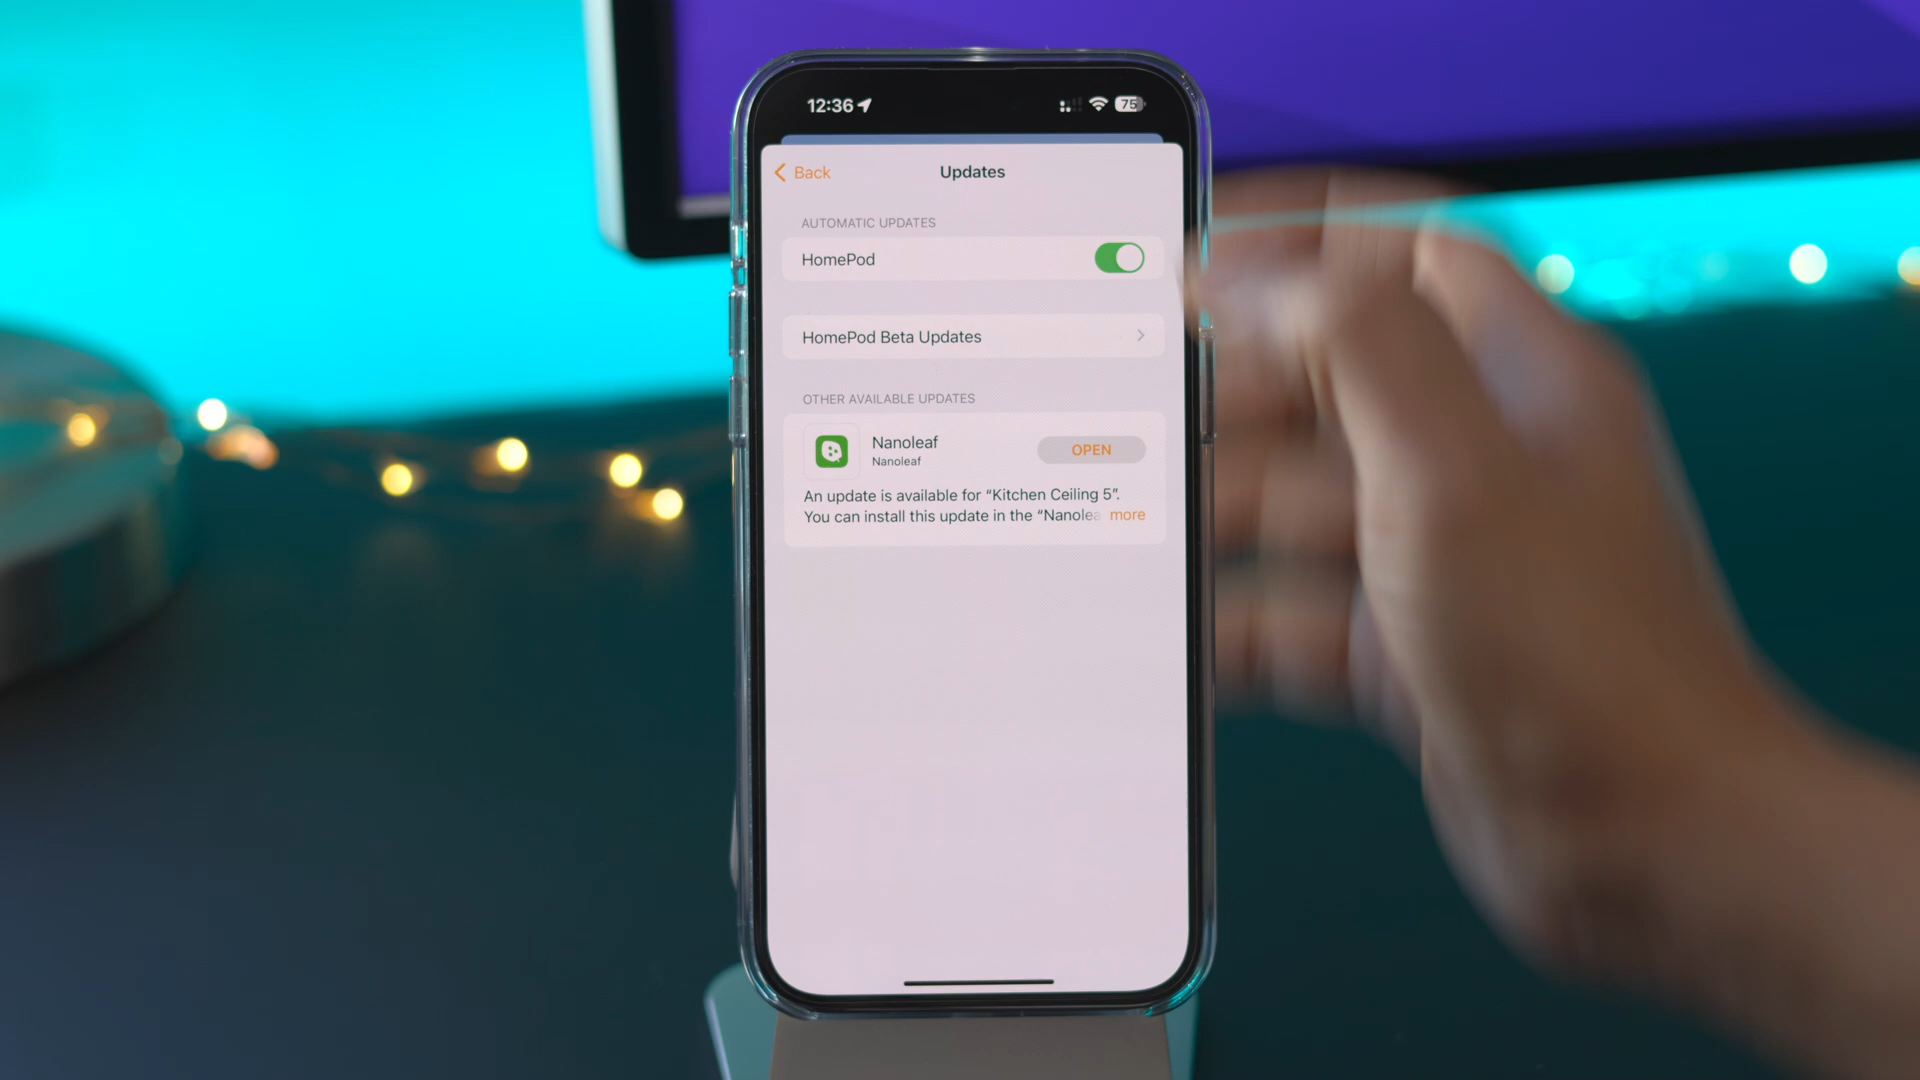 12:36
75
Back
Updates
AUTOMATIC UPDATES
HomePod
HomePod Beta Updates
OTHER AVAILABLE UPDATES
Nanoleaf
Nanoleaf
OPEN
An update is available for “Kitchen Ceiling 5”.
You can install this update in the “Nanolea more